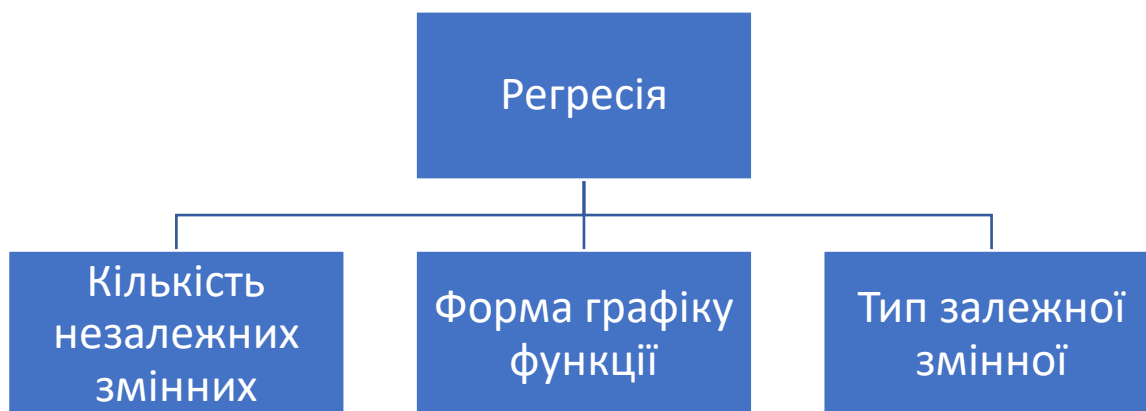 Регресія
Кількість
незалежних
змінних
Форма графіку
функції
Тип залежної
змінної